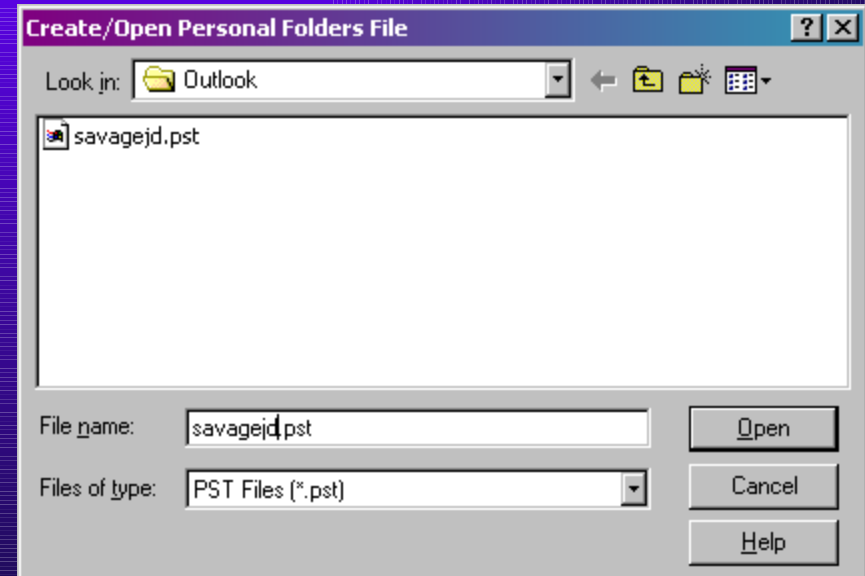 Create/Open Personal Folders File
Look in: Outlook
savagejd.pst
File name: savagejd.pst Open
Files of type: PST Files (*.pst) Cancel
Help